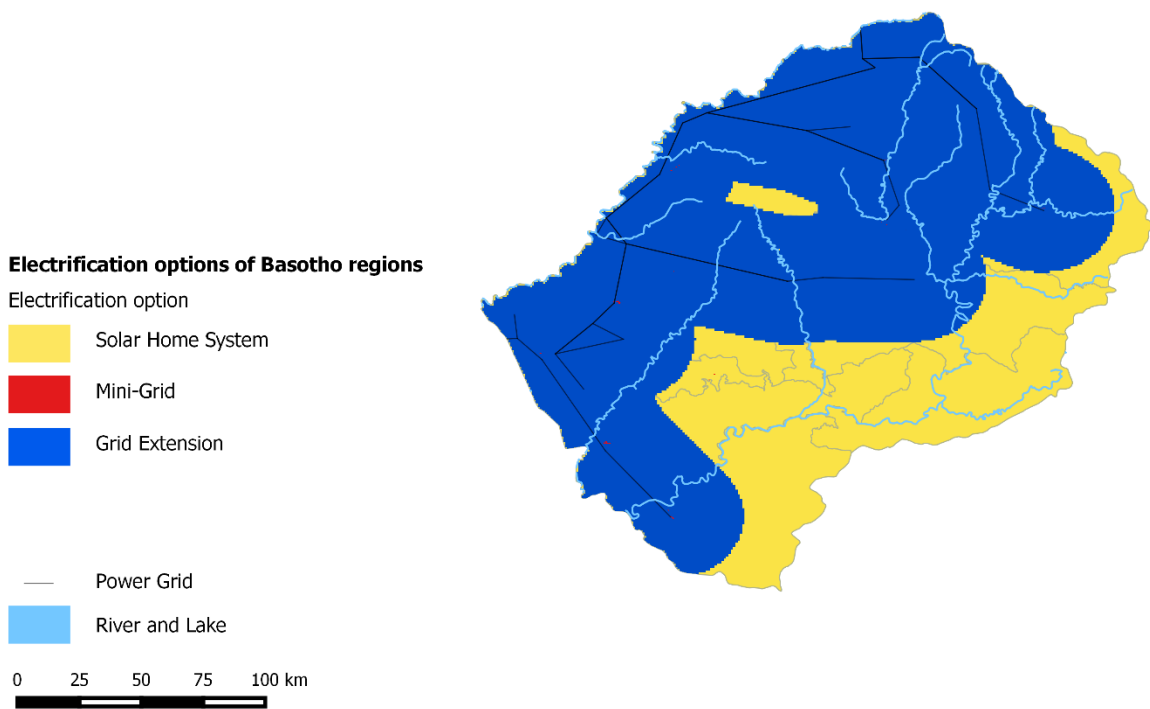 Electrification options of Basotho regions
Electrification option
Solar Home System
Mini-Grid
Grid Extension
Power Grid
River and Lake
0 25 50 75 100 km